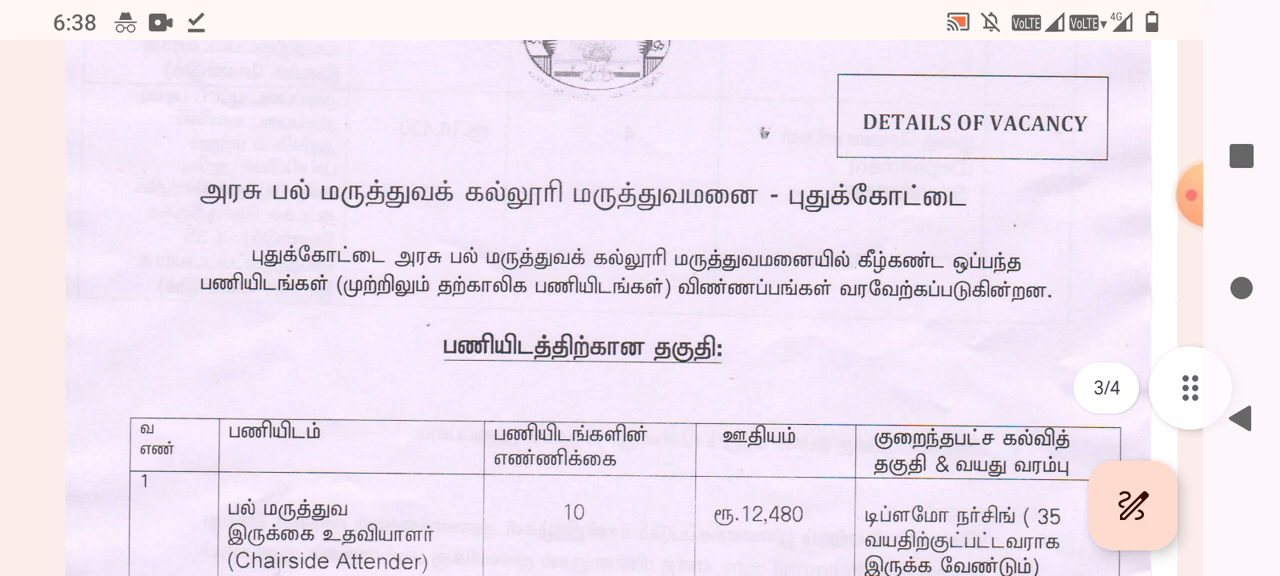 6:38
VoLTE VoLTE 4G
DETAILS OF VACANCY
அரசு பல் மருத்துவக் கல்லூரி மருத்துவமனை - புதுக்கோட்டை
புதுக்கோட்டை அரசு பல் மருத்துவக் கல்லூரி மருத்துவமனையில் கீழ்கண்ட ஒப்பந்த
பணியிடங்கள் (முற்றிலும் தற்காலிக பணியிடங்கள்) விண்ணப்பங்கள் வரவேற்கப்படுகின்றன.
பணியிடத்திற்கான தகுதி:
3/4
வ எண்
பணியிடம்
பணியிடங்களின்
எண்ணிக்கை
ஊதியம்
குறைந்தபட்ச கல்வித்
தகுதி & வயது வரம்பு
1
பல் மருத்துவ
இருக்கை உதவியாளர்
(Chairside Attender)
10
ரூ.12,480
டிப்ளமோ நர்சிங் ( 35
வயதிற்குட்பட்டவராக
இருக்க வேண்டும்)